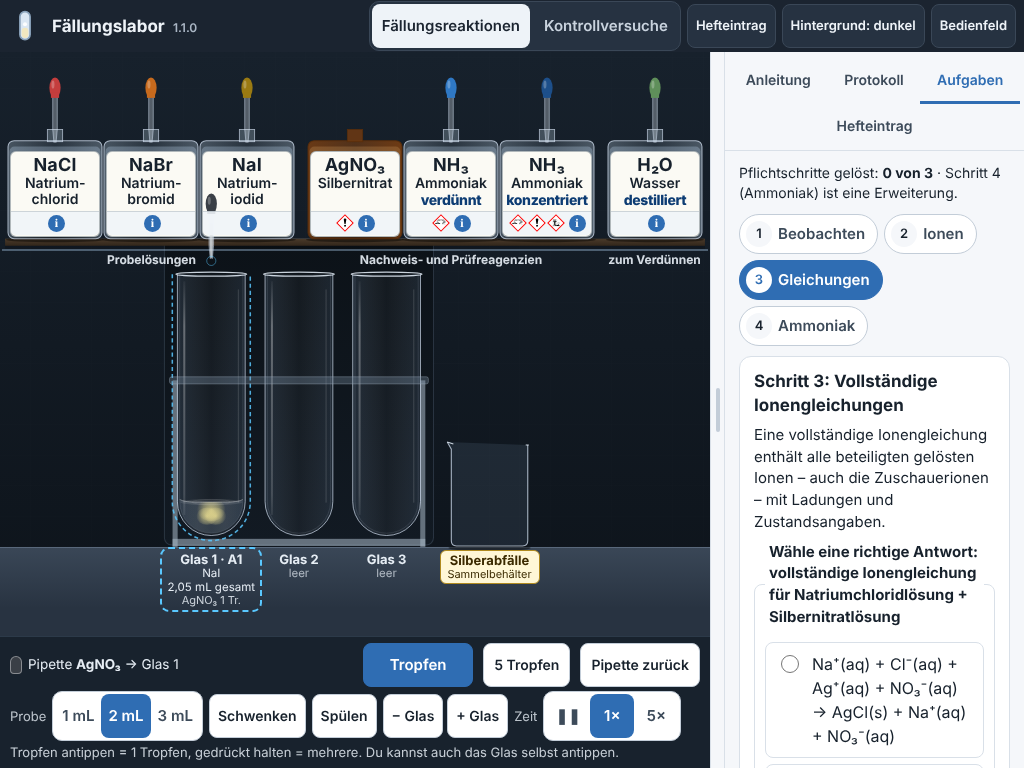 Fällungslabor 1.1.0
Fällungsreaktionen
Kontrollversuche
Hefteintrag
Hintergrund: dunkel
Bedienfeld
NaCl
Natrium-
chlorid
NaBr
Natrium-
bromid
NaI
Natrium-
iodid
AgNO₃
Silbernitrat
NH₃
Ammoniak
verdünnt
NH₃
Ammoniak
konzentriert
H₂O
Wasser
destilliert
Probelösungen
Nachweis- und Prüfreagenzien
zum Verdünnen
Glas 1 · A1
NaI
2,05 mL gesamt
AgNO₃ 1 Tr.
Glas 2
leer
Glas 3
leer
Silberabfälle
Sammelbehälter
Pipette AgNO₃ → Glas 1
Tropfen
5 Tropfen
Pipette zurück
Probe
1 mL
2 mL
3 mL
Schwenken
Spülen
− Glas
+ Glas
Zeit
1×
5×
Tropfen antippen = 1 Tropfen, gedrückt halten = mehrere. Du kannst auch das Glas selbst antippen.
Anleitung
Protokoll
Aufgaben
Hefteintrag
Pflichtschritte gelöst: 0 von 3 · Schritt 4
(Ammoniak) ist eine Erweiterung.
1 Beobachten
2 Ionen
3 Gleichungen
4 Ammoniak
Schritt 3: Vollständige
Ionengleichungen
Eine vollständige Ionengleichung
enthält alle beteiligten gelösten
Ionen – auch die Zuschauerionen
– mit Ladungen und
Zustandsangaben.
Wähle eine richtige Antwort:
vollständige Ionengleichung
für Natriumchloridlösung +
Silbernitratlösung
Na⁺(aq) + Cl⁻(aq) +
Ag⁺(aq) + NO₃⁻(aq)
→ AgCl(s) + Na⁺(aq)
+ NO₃⁻(aq)